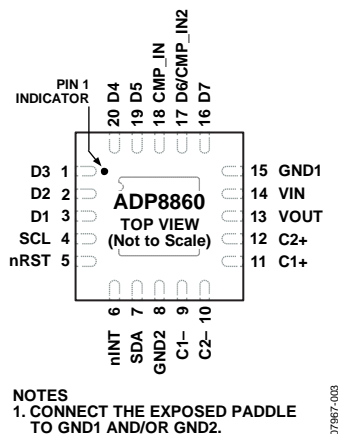 PIN 1
INDICATOR
20 D4
19 D5
18 CMP_IN
17 D6/CMP_IN2
16 D7
D3 1
D2 2
D1 3
SCL 4
nRST 5
ADP8860
TOP VIEW
(Not to Scale)
15 GND1
14 VIN
13 VOUT
12 C2+
11 C1+
nINT 6
SDA 7
GND2 8
C1– 9
C2– 10
NOTES
1. CONNECT THE EXPOSED PADDLE
TO GND1 AND/OR GND2.
07967-003